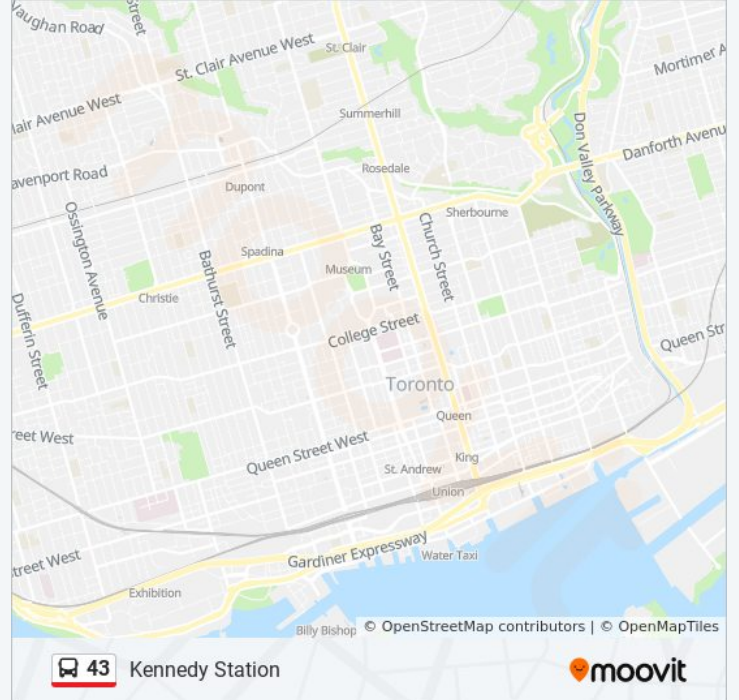 Vaughan Road
Street
St. Clair Avenue West
St. Clair
Mortimer A
lair Avenue West
Summerhill
Don Valley Parkway
Danforth Avenu
avenport Road
Rosedale
Dupont
Ossington Avenue
Sherbourne
Bay Street
Church Street
Spadina
Bathurst Street
Museum
Christie
Dufferin Street
College Street
Queen Str
Toronto
Queen
reet West
Queen Street West
King
St. Andrew
Union
Gardiner Expressway
Water Taxi
treet West
Exhibition
Billy Bishop
© OpenStreetMap contributors | © OpenMapTiles
43 Kennedy Station
moovit